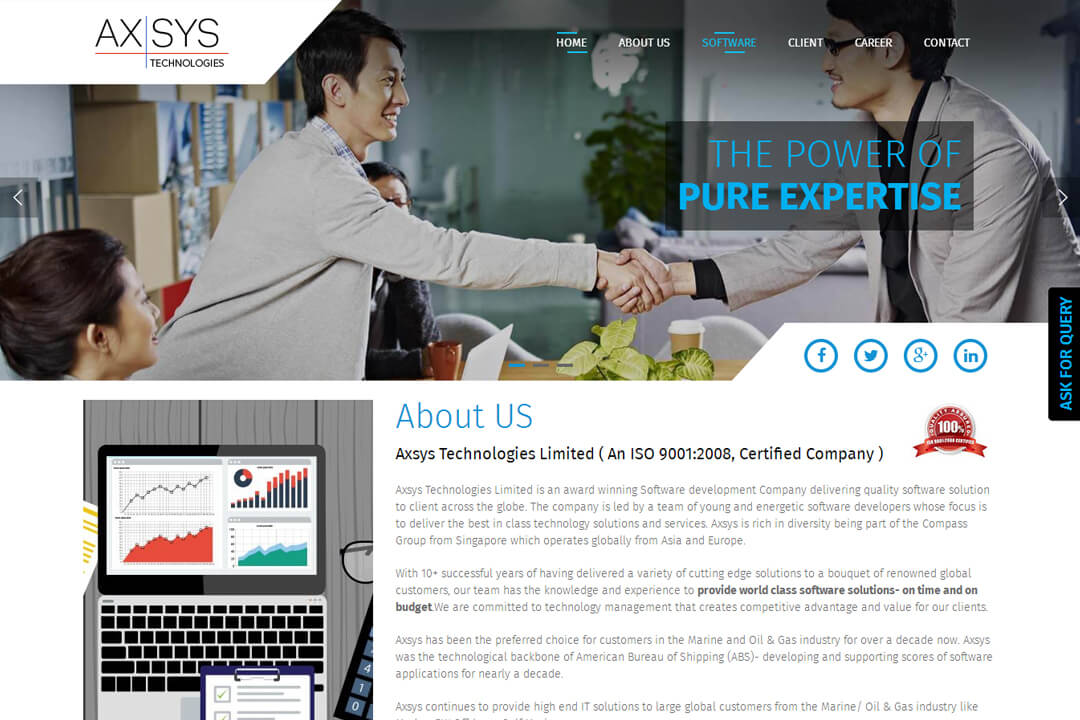 AXSYS
TECHNOLOGIES
HOME
ABOUT US
SOFTWARE
CLIENT
CAREER
CONTACT
THE POWER OF
PURE EXPERTISE
ASK FOR QUERY
About US
Axsys Technologies Limited ( An ISO 9001:2008, Certified Company )
QUALITY ASSURED
100%
ISO 9001:2008 CERTIFIED
Axsys Technologies Limited is an award winning Software development Company delivering quality software solution
to client across the globe. The company is led by a team of young and energetic software developers whose focus is
to deliver the best in class technology solutions and services. Axsys is rich in diversity being part of the Compass
Group from Singapore which operates globally from Asia and Europe.
With 10+ successful years of having delivered a variety of cutting edge solutions to a bouquet of renowned global
customers, our team has the knowledge and experience to provide world class software solutions- on time and on
budget.We are committed to technology management that creates competitive advantage and value for our clients.
Axsys has been the preferred choice for customers in the Marine and Oil & Gas industry for over a decade now. Axsys
was the technological backbone of American Bureau of Shipping (ABS)- developing and supporting scores of software
applications for nearly a decade.
Axsys continues to provide high end IT solutions to large global customers from the Marine/ Oil & Gas industry like